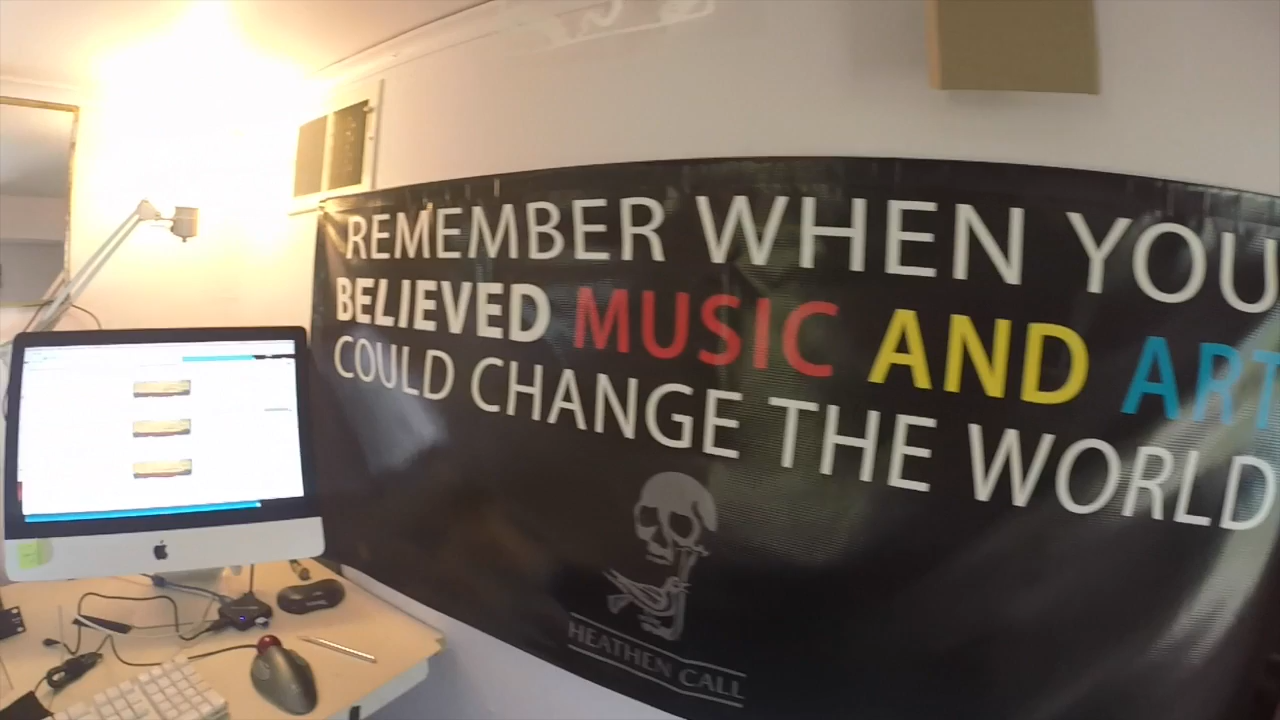 REMEMBER WHEN YOU
BELIEVED MUSIC AND ART
COULD CHANGE THE WORLD
HEATHEN CALL